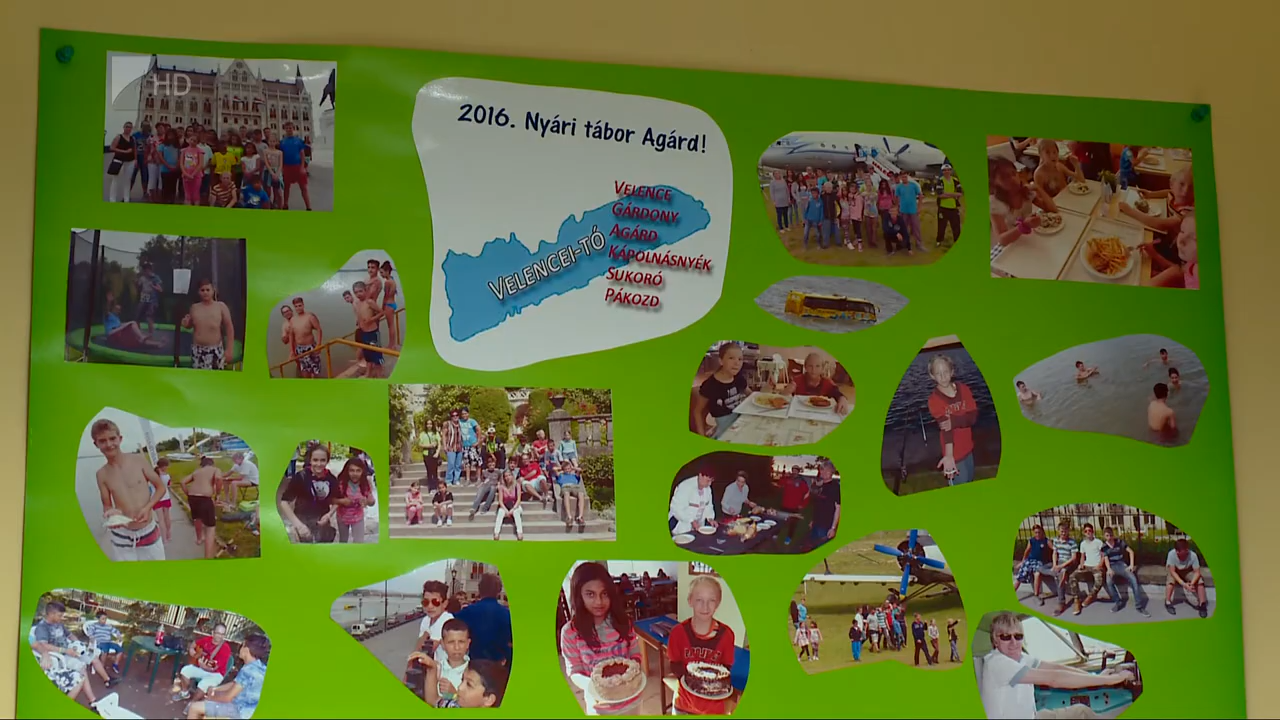 HD
2016. Nyári tábor Agárd!
VELENCE
GÁRDONY
AGÁRD
KÁPOLNÁSNYÉK
SUKORÓ
PÁKOZD
VELENCEI-TÓ